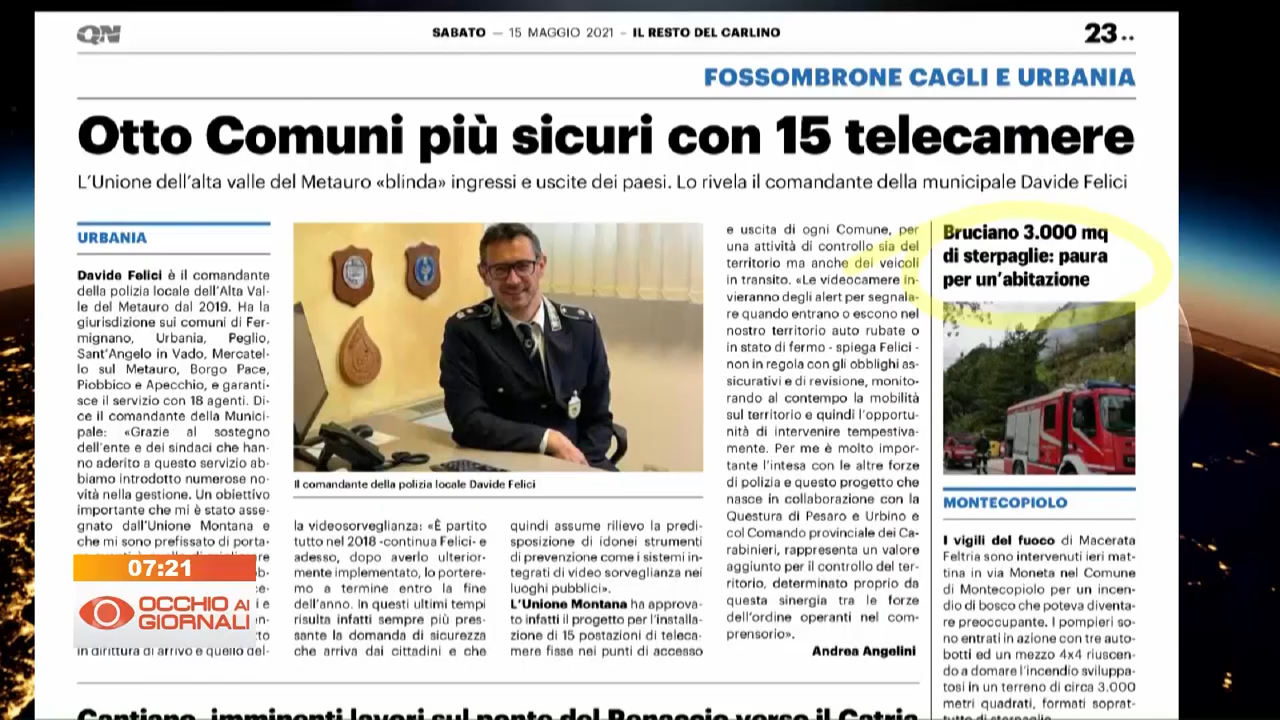 QN
SABATO — 15 MAGGIO 2021 – IL RESTO DEL CARLINO
23..
FOSSOMBRONE CAGLI E URBANIA
Otto Comuni più sicuri con 15 telecamere
L'Unione dell'alta valle del Metauro «blinda» ingressi e uscite dei paesi. Lo rivela il comandante della municipale Davide Felici
URBANIA
Davide Felici è il comandante
della polizia locale dell'Alta Val-
le del Metauro dal 2019. Ha la
giurisdizione sui comuni di Fer-
mignano, Urbania, Peglio,
Sant'Angelo in Vado, Mercatel-
lo sul Metauro, Borgo Pace,
Piobbico e Apecchio, e garanti-
sce il servizio con 18 agenti. Di-
ce il comandante della Munici-
pale: «Grazie al sostegno
dell'ente e dei sindaci che han-
no aderito a questo servizio ab-
biamo introdotto numerose no-
vità nella gestione. Un obiettivo
importante che mi è stato asse-
gnato dall'Unione Montana e
che mi sono prefissato di porta-
in dirittura di arrivo è quello del-
Il comandante della polizia locale Davide Felici
la videosorveglianza: «È partito
tutto nel 2018 -continua Felici- e
adesso, dopo averlo ulterior-
mente implementato, lo portere-
mo a termine entro la fine
dell'anno. In questi ultimi tempi
risulta infatti sempre più pres-
sante la domanda di sicurezza
che arriva dai cittadini e che
quindi assume rilievo la predi-
sposizione di idonei strumenti
di prevenzione come i sistemi in-
tegrati di video sorveglianza nei
luoghi pubblici».
L'Unione Montana ha approva-
to infatti il progetto per l'installa-
zione di 15 postazioni di teleca-
mere fisse nei punti di accesso
e uscita di ogni Comune, per
una attività di controllo sia del
territorio ma anche dei veicoli
in transito. «Le videocamere in-
vieranno degli alert per segnala-
re quando entrano o escono nel
nostro territorio auto rubate o
in stato di fermo - spiega Felici -
non in regola con gli obblighi as-
sicurativi e di revisione, monito-
rando al contempo la mobilità
sul territorio e quindi l'opportu-
nità di intervenire tempestiva-
mente. Per me è molto impor-
tante l'intesa con le altre forze
di polizia e questo progetto che
nasce in collaborazione con la
Questura di Pesaro e Urbino e
col Comando provinciale dei Ca-
rabinieri, rappresenta un valore
aggiunto per il controllo del ter-
ritorio, determinato proprio da
questa sinergia tra le forze
dell'ordine operanti nel com-
prensorio».
Andrea Angelini
Bruciano 3.000 mq
di sterpaglie: paura
per un'abitazione
MONTECOPIOLO
I vigili del fuoco di Macerata
Feltria sono intervenuti ieri mat-
tina in via Moneta nel Comune
di Montecopiolo per un incen-
dio di bosco che poteva diventa-
re preoccupante. I pompieri so-
no entrati in azione con tre auto-
botti ed un mezzo 4x4 riuscen-
do a domare l'incendio sviluppa-
tosi in un terreno di circa 3.000
metri quadrati, formati soprat-
tutto di sterpaglie
07:21
OCCHIO AI
GIORNALI
Cantiano, imminenti lavori sul ponte del Ponaccio verso il Catria